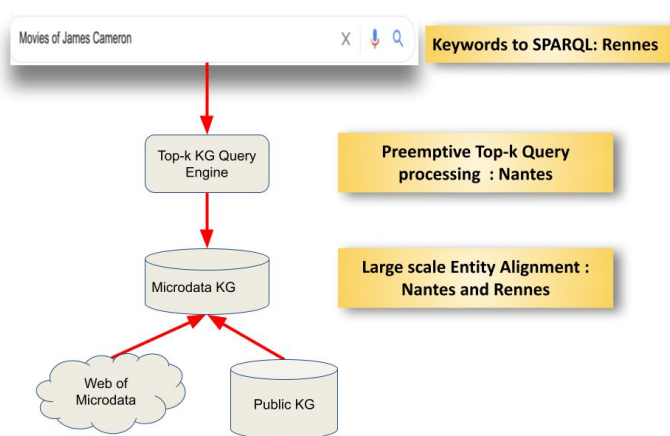 Movies of James Cameron
Keywords to SPARQL: Rennes
Top-k KG Query
Engine
Preemptive Top-k Query
processing : Nantes
Microdata KG
Large scale Entity Alignment :
Nantes and Rennes
Web of
Microdata
Public KG